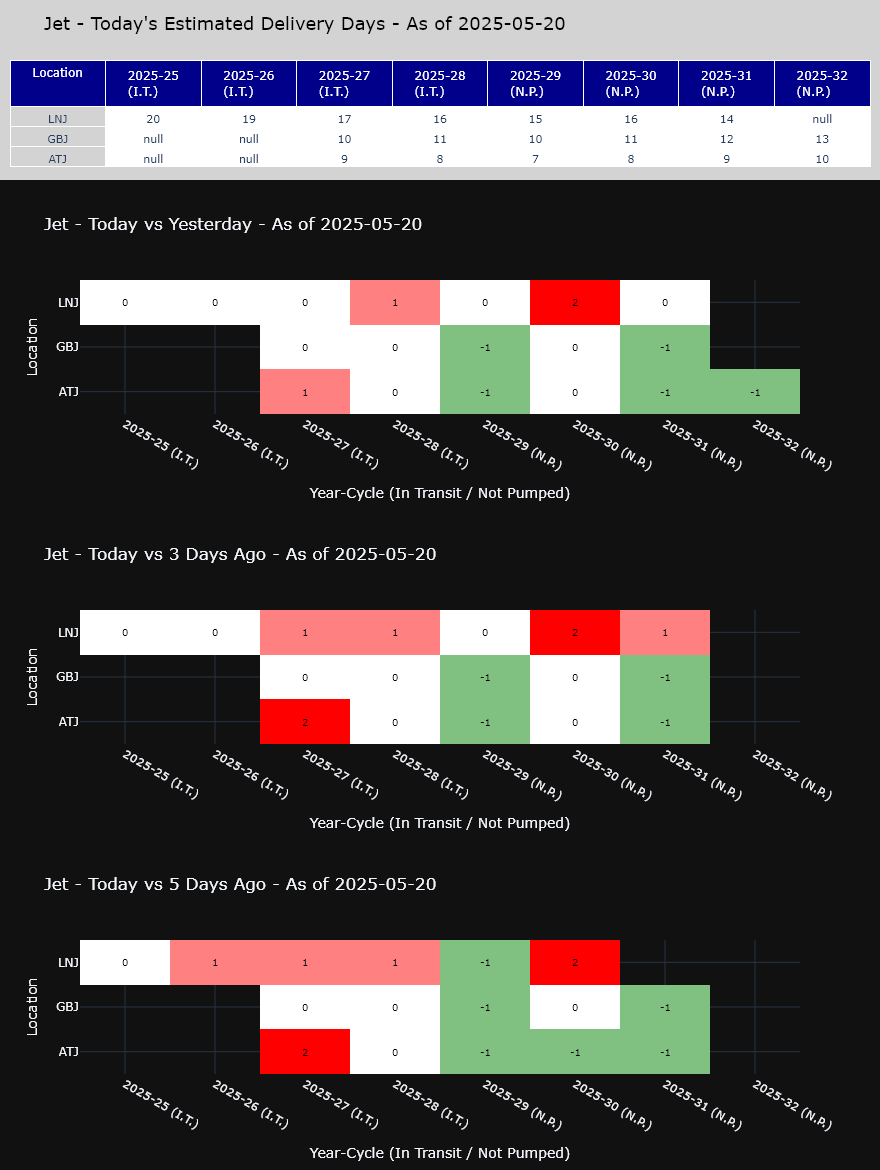 Jet - Today's Estimated Delivery Days - As of 2025-05-20
Location 2025-25 (I.T.) 2025-26 (I.T.) 2025-27 (I.T.) 2025-28 (I.T.) 2025-29 (N.P.) 2025-30 (N.P.) 2025-31 (N.P.) 2025-32 (N.P.)
LNJ 20 19 17 16 15 16 14 null
GBJ null null 10 11 10 11 12 13
ATJ null null 9 8 7 8 9 10
Jet - Today vs Yesterday - As of 2025-05-20
Location
LNJ 0 0 0 1 0 2 0
GBJ 0 0 -1 0 -1
ATJ 1 0 -1 0 -1 -1
2025-25 (I.T.) 2025-26 (I.T.) 2025-27 (I.T.) 2025-28 (I.T.) 2025-29 (N.P.) 2025-30 (N.P.) 2025-31 (N.P.) 2025-32 (N.P.)
Year-Cycle (In Transit / Not Pumped)
Jet - Today vs 3 Days Ago - As of 2025-05-20
Location
LNJ 0 0 1 1 0 2 1
GBJ 0 0 -1 0 -1
ATJ 2 0 -1 0 -1
2025-25 (I.T.) 2025-26 (I.T.) 2025-27 (I.T.) 2025-28 (I.T.) 2025-29 (N.P.) 2025-30 (N.P.) 2025-31 (N.P.) 2025-32 (N.P.)
Year-Cycle (In Transit / Not Pumped)
Jet - Today vs 5 Days Ago - As of 2025-05-20
Location
LNJ 0 1 1 1 -1 2
GBJ 0 0 -1 0 -1
ATJ 2 0 -1 -1 -1
2025-25 (I.T.) 2025-26 (I.T.) 2025-27 (I.T.) 2025-28 (I.T.) 2025-29 (N.P.) 2025-30 (N.P.) 2025-31 (N.P.) 2025-32 (N.P.)
Year-Cycle (In Transit / Not Pumped)